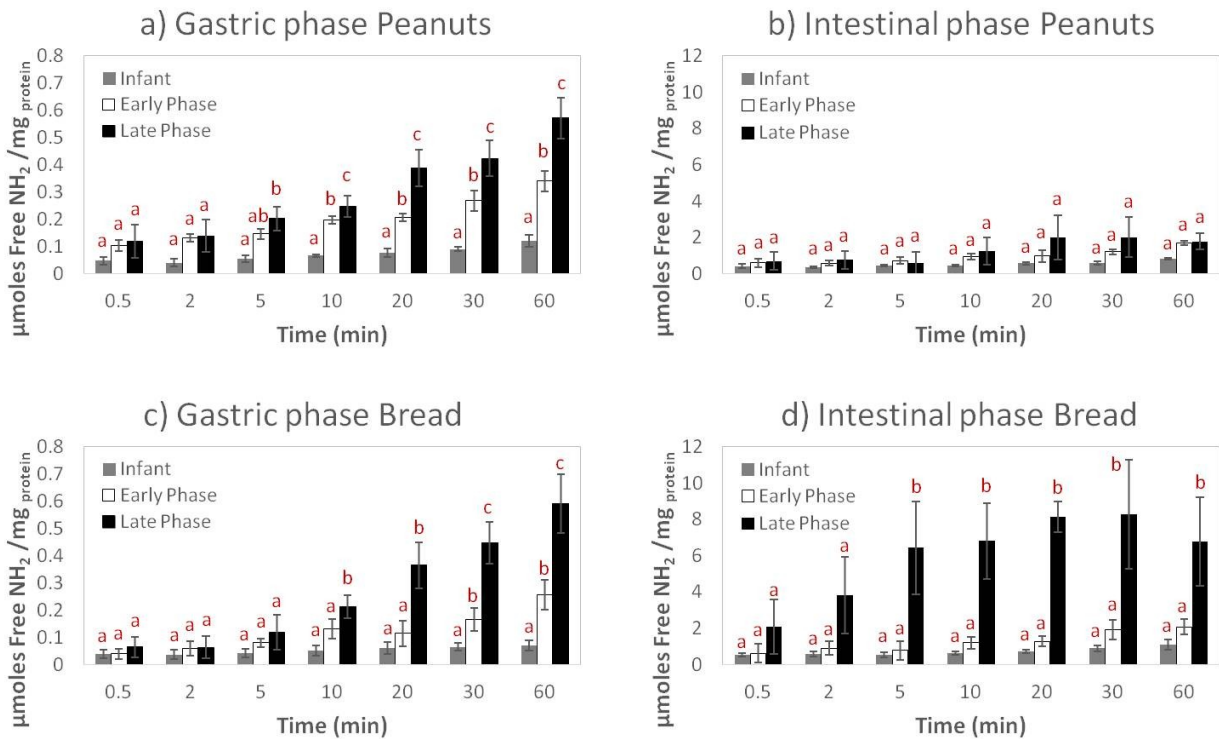 a) Gastric phase Peanuts
µmoles Free NH₂ /mg protein
0.8
0.7
0.6
0.5
0.4
0.3
0.2
0.1
0
Infant
Early Phase
Late Phase
a a a
a a a
a ab b
a b c
a b c
a b c
a b c
0.5 2 5 10 20 30 60
Time (min)
b) Intestinal phase Peanuts
µmoles Free NH₂ /mg protein
12
10
8
6
4
2
0
Infant
Early Phase
Late Phase
a a a
a a a
a a a
a a a
a a a
a a a
a a a
0.5 2 5 10 20 30 60
Time (min)
c) Gastric phase Bread
µmoles Free NH₂ /mg protein
0.8
0.7
0.6
0.5
0.4
0.3
0.2
0.1
0
Infant
Early Phase
Late Phase
a a a
a a a
a a a
a a b
a a b
a b c
a b c
0.5 2 5 10 20 30 60
Time (min)
d) Intestinal phase Bread
µmoles Free NH₂ /mg protein
12
10
8
6
4
2
0
Infant
Early Phase
Late Phase
a a a
a a a
a a b
a a b
a a b
a a b
a a b
0.5 2 5 10 20 30 60
Time (min)